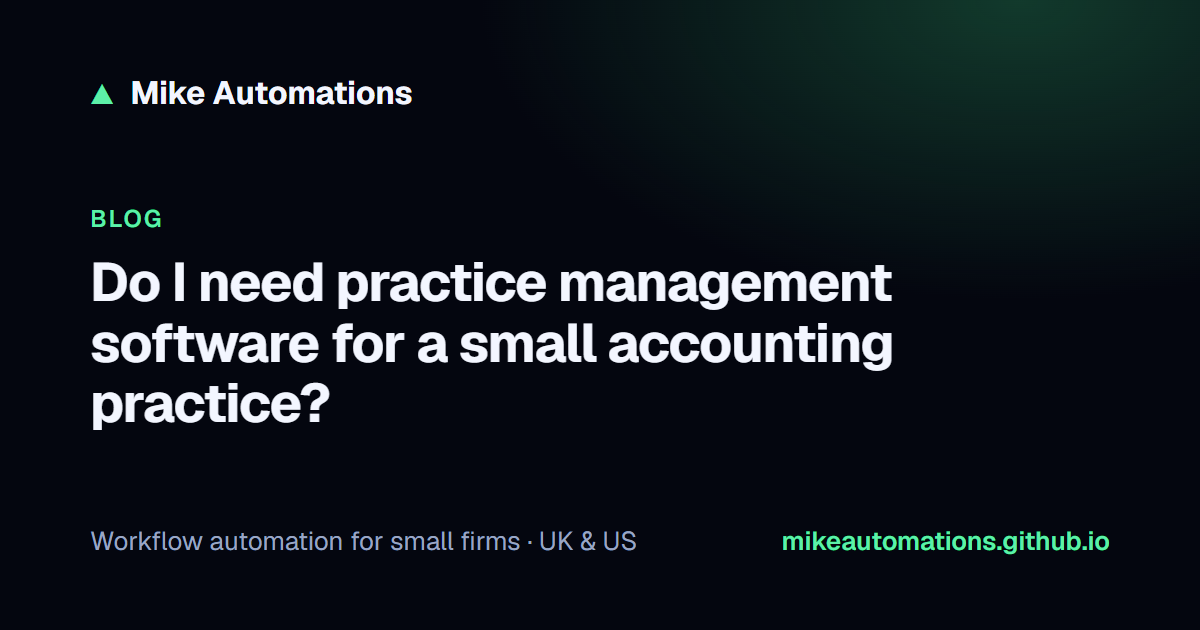 Mike Automations
BLOG
Do I need practice management
software for a small accounting
practice?
Workflow automation for small firms · UK & US
mikeautomations.github.io